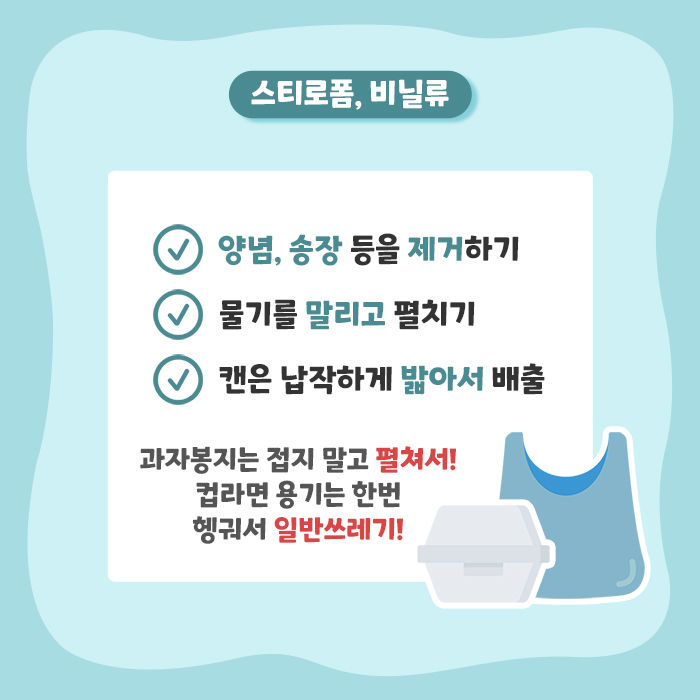 스티로폼, 비닐류
양념, 송장 등을 제거하기
물기를 말리고 펼치기
캔은 납작하게 밟아서 배출
과자봉지는 접지 말고 펼쳐서!
컵라면 용기는 한번
헹궈서 일반쓰레기!